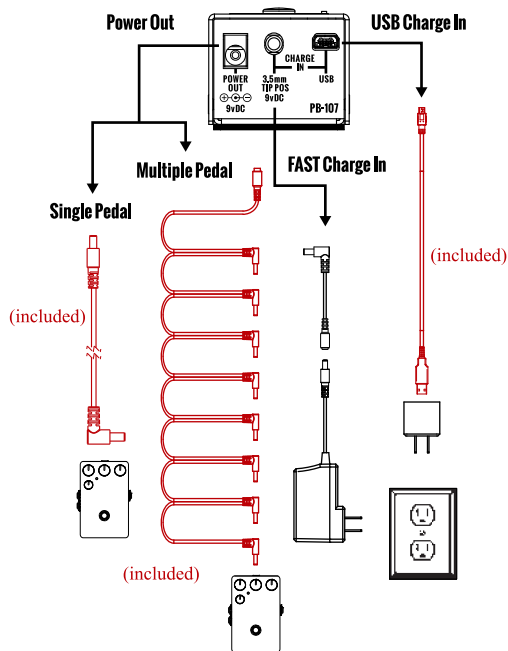 Power Out
USB Charge In
CHARGE
IN
POWER
OUT
9vDC
3.5mm
TIP POS
9vDC
USB
PB-107
Multiple Pedal
FAST Charge In
Single Pedal
(included)
(included)
(included)